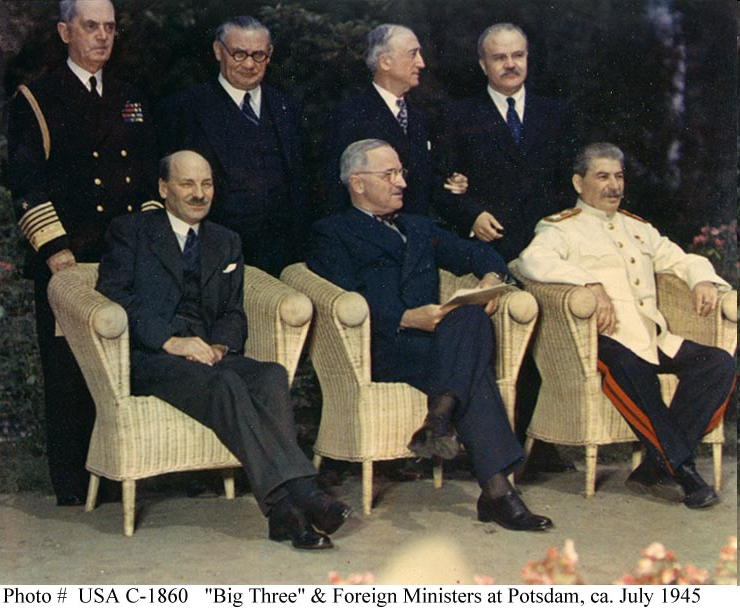 Photo #  USA C-1860   "Big Three" & Foreign Ministers at Potsdam, ca. July 1945